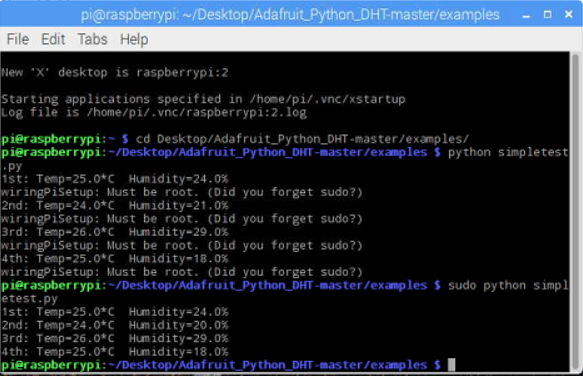 pi@raspberrypi: ~/Desktop/Adafruit_Python_DHT-master/examples
File Edit Tabs Help
New 'X' desktop is raspberrypi:2
Starting applications specified in /home/pi/.vnc/xstartup
Log file is /home/pi/.vnc/raspberrypi:2.log
pi@raspberrypi:~ $ cd Desktop/Adafruit_Python_DHT-master/examples/
pi@raspberrypi:~/Desktop/Adafruit_Python_DHT-master/examples $ python simpletest
.py
1st: Temp=25.0*C  Humidity=24.0%
wiringPiSetup: Must be root. (Did you forget sudo?)
2nd: Temp=24.0*C  Humidity=21.0%
wiringPiSetup: Must be root. (Did you forget sudo?)
3rd: Temp=26.0*C  Humidity=29.0%
wiringPiSetup: Must be root. (Did you forget sudo?)
4th: Temp=25.0*C  Humidity=18.0%
wiringPiSetup: Must be root. (Did you forget sudo?)
pi@raspberrypi:~/Desktop/Adafruit_Python_DHT-master/examples $ sudo python simpl
etest.py
1st: Temp=25.0*C  Humidity=24.0%
2nd: Temp=24.0*C  Humidity=20.0%
3rd: Temp=26.0*C  Humidity=29.0%
4th: Temp=25.0*C  Humidity=18.0%
pi@raspberrypi:~/Desktop/Adafruit_Python_DHT-master/examples $